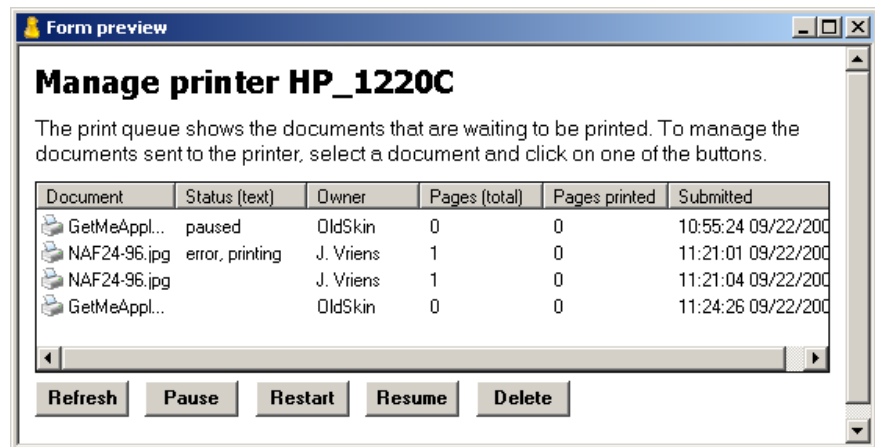 Form preview
Manage printer HP_1220C
The print queue shows the documents that are waiting to be printed. To manage the
documents sent to the printer, select a document and click on one of the buttons.
Document Status (text) Owner Pages (total) Pages printed Submitted
GetMeAppl... paused OldSkin 0 0 10:55:24 09/22/200
NAF24-96.jpg error, printing J. Vriens 1 0 11:21:01 09/22/200
NAF24-96.jpg J. Vriens 1 0 11:21:04 09/22/200
GetMeAppl... OldSkin 0 0 11:24:26 09/22/200
Refresh Pause Restart Resume Delete